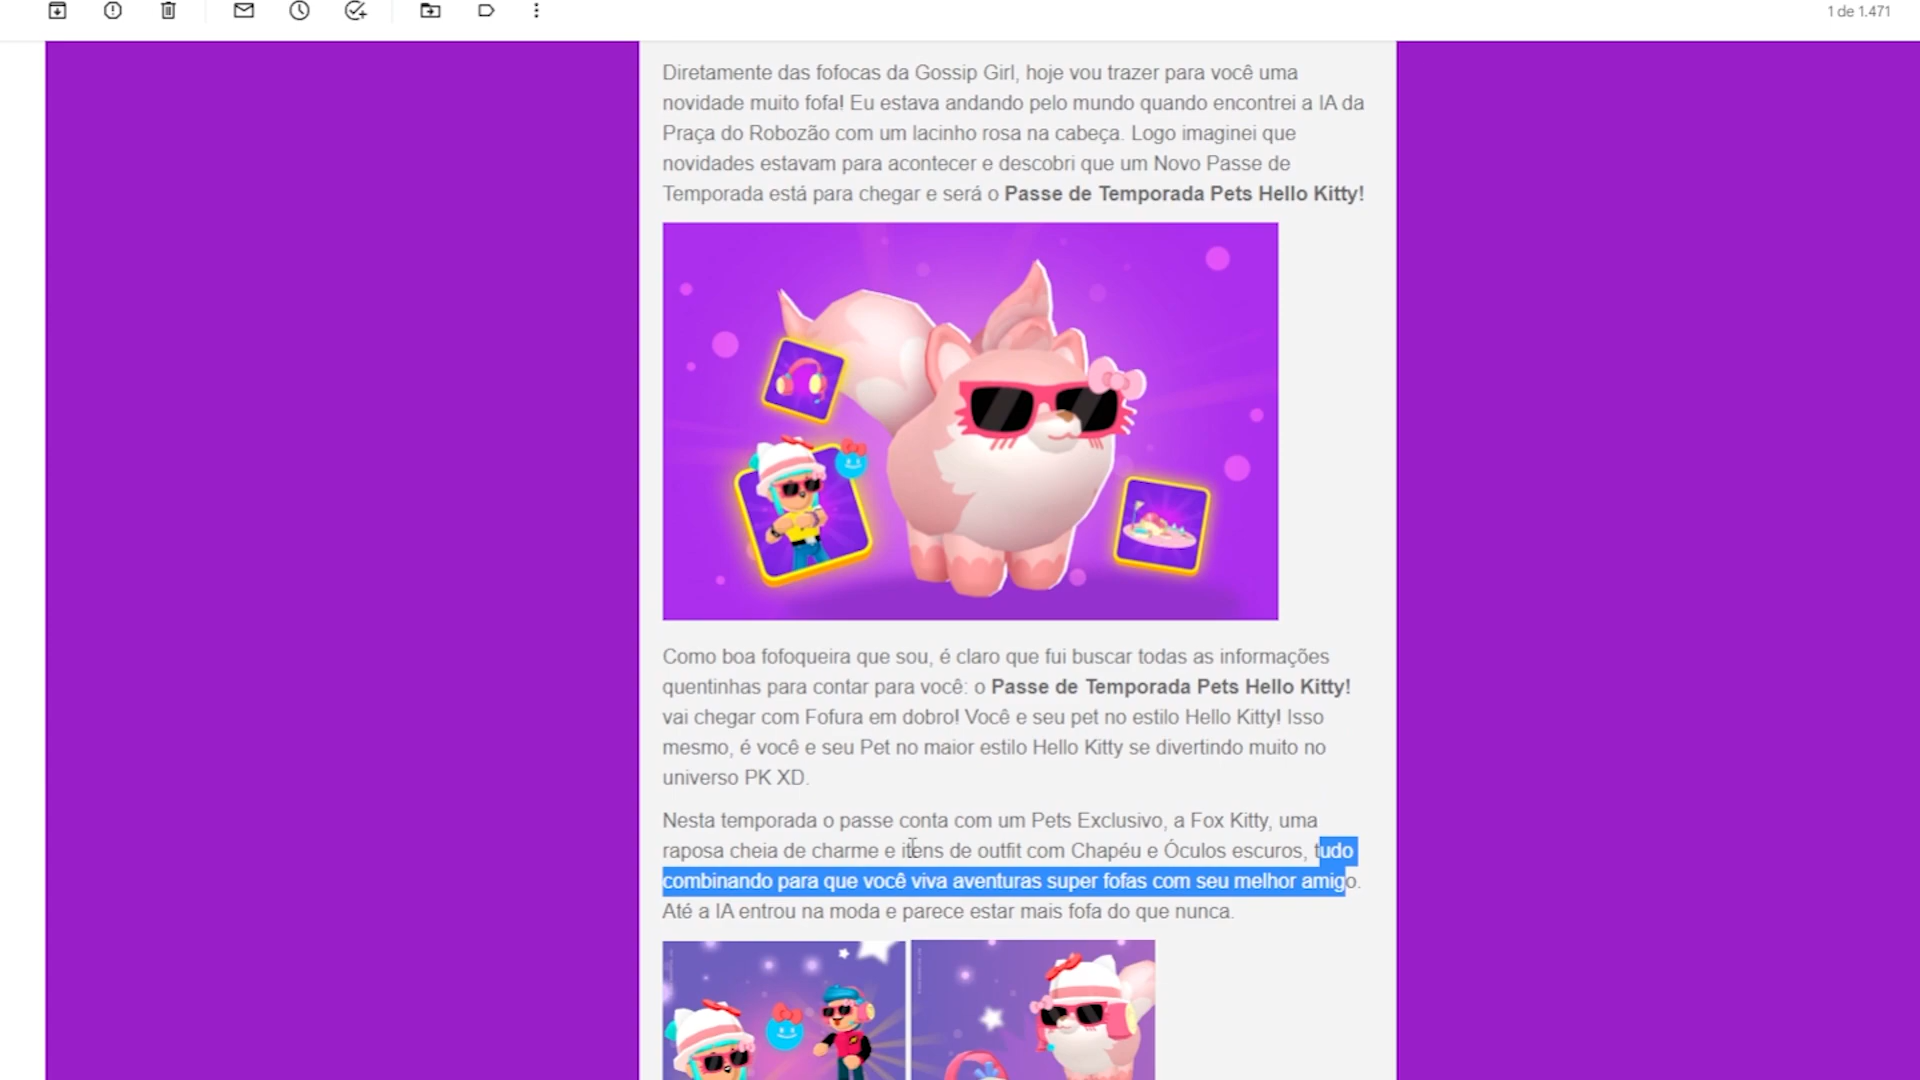 1 de 1.471
Diretamente das fofocas da Gossip Girl, hoje vou trazer para você uma
novidade muito fofa! Eu estava andando pelo mundo quando encontrei a IA da
Praça do Robozão com um lacinho rosa na cabeça. Logo imaginei que
novidades estavam para acontecer e descobri que um Novo Passe de
Temporada está para chegar e será o Passe de Temporada Pets Hello Kitty!
Como boa fofoqueira que sou, é claro que fui buscar todas as informações
quentinhas para contar para você: o Passe de Temporada Pets Hello Kitty!
vai chegar com Fofura em dobro! Você e seu pet no estilo Hello Kitty! Isso
mesmo, é você e seu Pet no maior estilo Hello Kitty se divertindo muito no
universo PK XD.
Nesta temporada o passe conta com um Pets Exclusivo, a Fox Kitty, uma
raposa cheia de charme e itens de outfit com Chapéu e Óculos escuros, tudo
combinando para que você viva aventuras super fofas com seu melhor amigo.
Até a IA entrou na moda e parece estar mais fofa do que nunca.